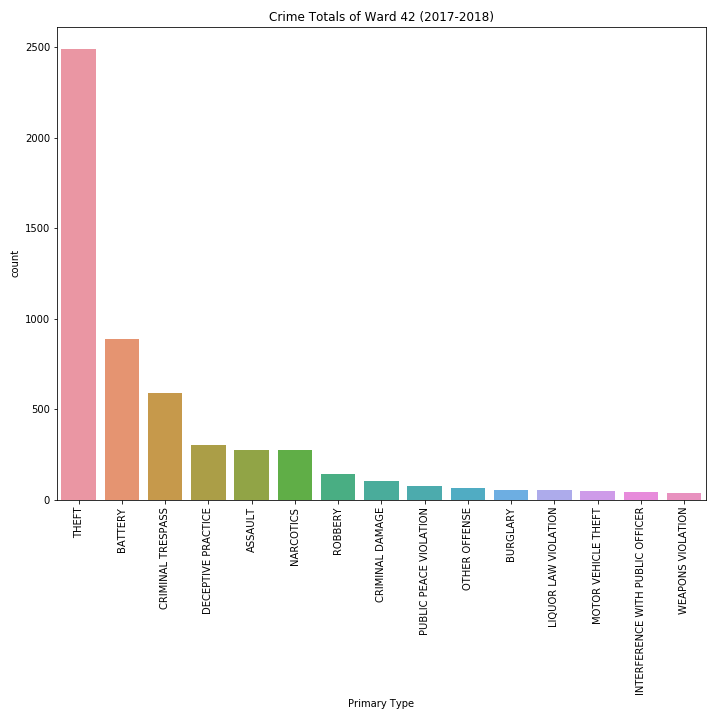 Crime Totals of Ward 42 (2017-2018)
2500
2000
1500
1000
500
0
count
THEFT
BATTERY
CRIMINAL TRESPASS
DECEPTIVE PRACTICE
ASSAULT
NARCOTICS
ROBBERY
CRIMINAL DAMAGE
PUBLIC PEACE VIOLATION
OTHER OFFENSE
BURGLARY
LIQUOR LAW VIOLATION
MOTOR VEHICLE THEFT
INTERFERENCE WITH PUBLIC OFFICER
WEAPONS VIOLATION
Primary Type